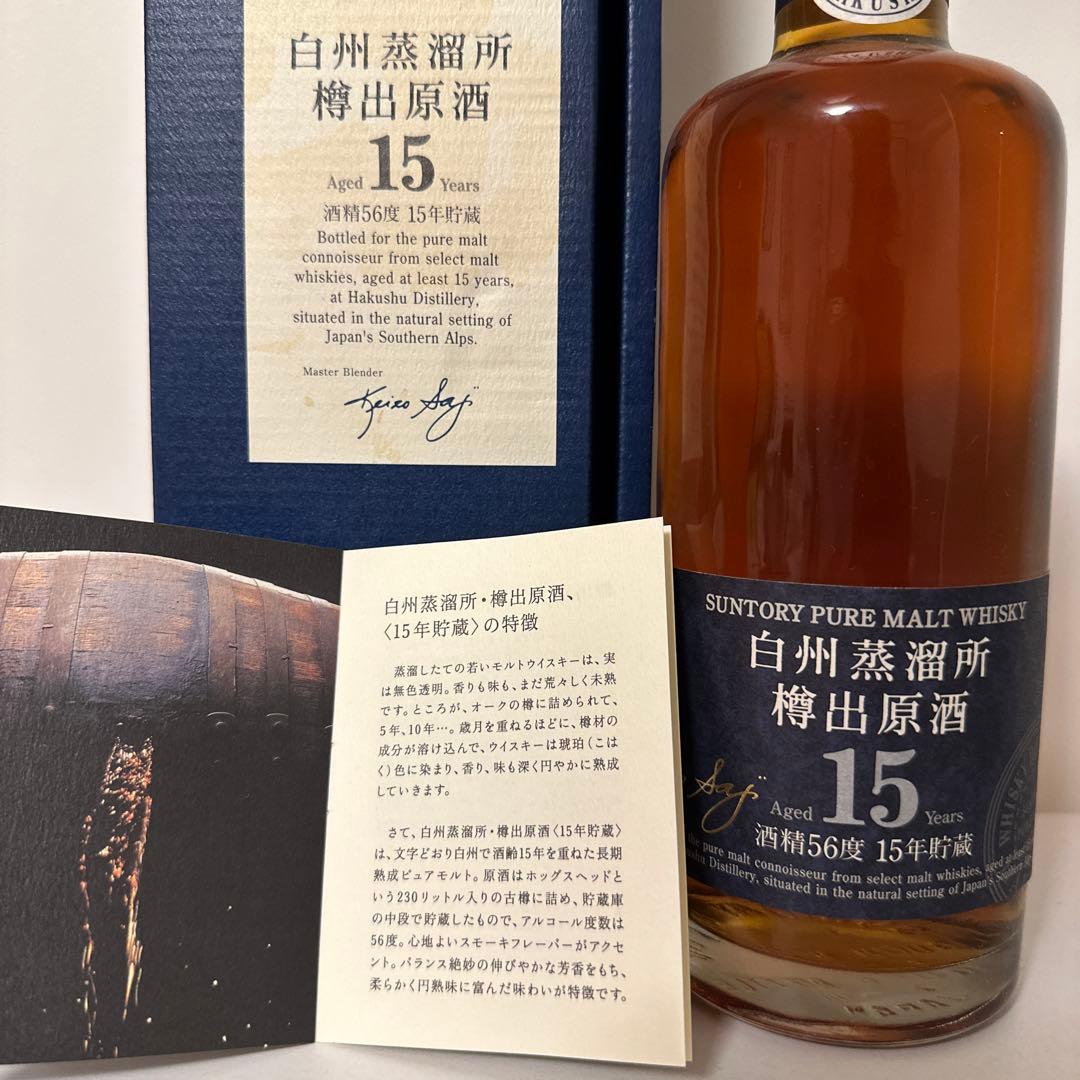 白州蒸溜所
樽出原酒
Aged 15 Years
酒精56度 15年貯蔵
Bottled for the pure malt
connoisseur from select malt
whiskies, aged at least 15 years,
at Hakushu Distillery,
situated in the natural setting of
Japan's Southern Alps.
Master Blender
Keizo Saji
白州蒸溜所・樽出原酒、
〈15年貯蔵〉の特徴
蒸溜したての若いモルトウイスキーは、実
は無色透明。香りも味も、まだ荒々しく未熟
です。ところが、オークの樽に詰められて、
5年、10年…。歳月を重ねるほどに、樽材の
成分が溶け込んで、ウイスキーは琥珀(こは
く)色に染まり、香り、味も深く円やかに熟成
していきます。
さて、白州蒸溜所・樽出原酒〈15年貯蔵〉
は、文字どおり白州で酒齢15年を重ねた長期
熟成ピュアモルト。原酒はホッグスヘッドと
いう230リットル入りの古樽に詰め、貯蔵庫
の中段で貯蔵したもので、アルコール度数は
56度。心地よいスモーキフレーバーがアクセ
ント。バランス絶妙の伸びやかな芳香をもち、
柔らかく円熟味に富んだ味わいが特徴です。
SUNTORY PURE MALT WHISKY
白州蒸溜所
樽出原酒
Saji
Aged 15 Years
酒精56度 15年貯蔵
the pure malt connoisseur from select malt whiskies, aged at
Distillery, situated in the natural setting of Japan's Southern